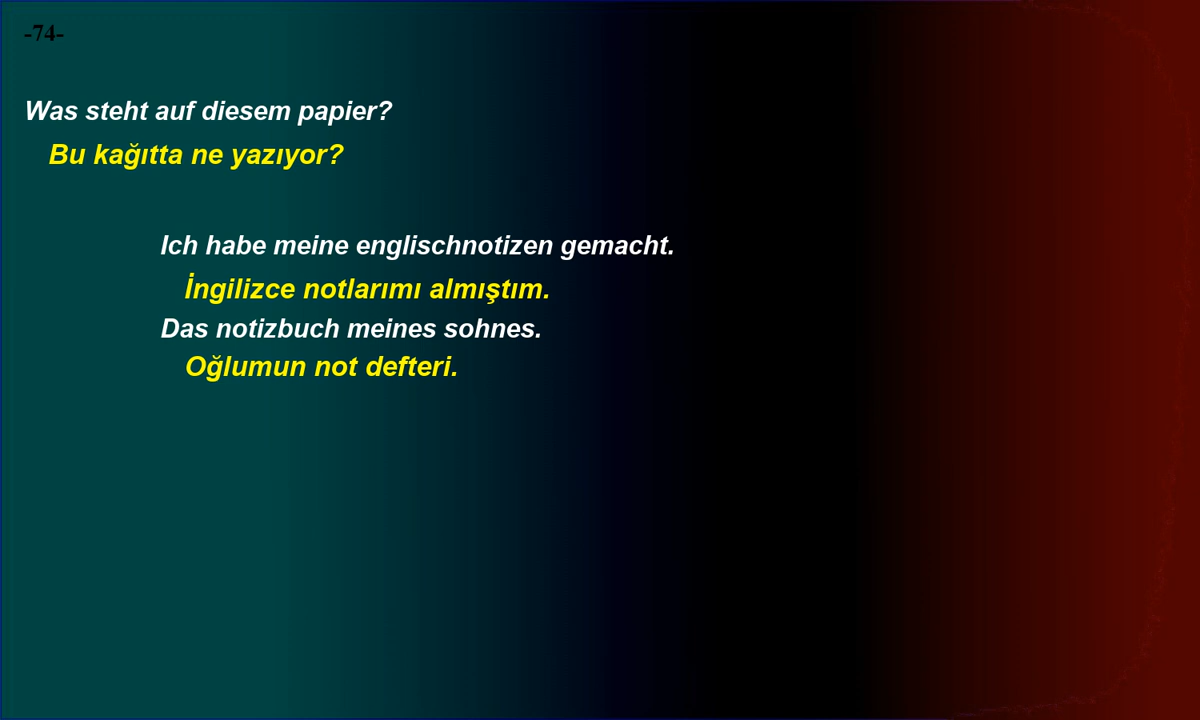 -74-
Was steht auf diesem papier?
Bu kağıtta ne yazıyor?
Ich habe meine englischnotizen gemacht.
İngilizce notlarımı almıştım.
Das notizbuch meines sohnes.
Oğlumun not defteri.